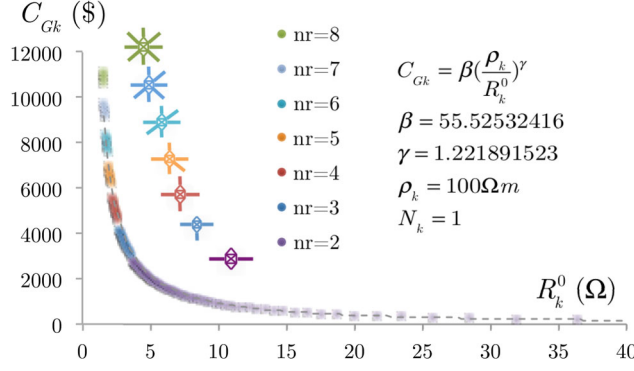 C_Gk ($)
12000
10000
8000
6000
4000
2000
0
0 5 10 15 20 25 30 35 40
R_k^0 (Ω)
nr=8
nr=7
nr=6
nr=5
nr=4
nr=3
nr=2
C_Gk = β(ρ_k/R_k^0)^γ
β = 55.52532416
γ = 1.221891523
ρ_k = 100Ωm
N_k = 1